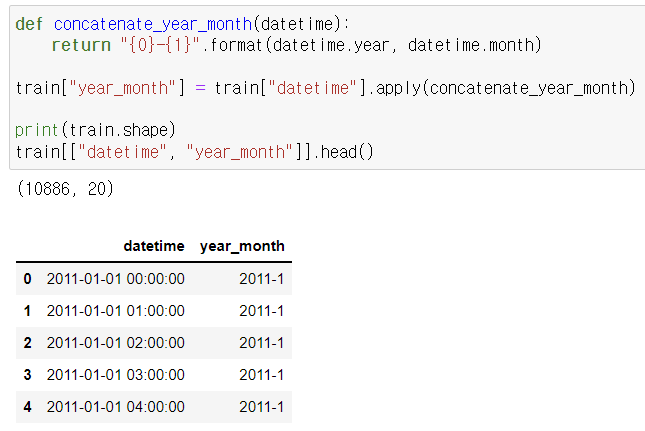 def concatenate_year_month(datetime):
    return "{0}-{1}".format(datetime.year, datetime.month)
train["year_month"] = train["datetime"].apply(concatenate_year_month)
print(train.shape)
train[["datetime", "year_month"]].head()
(10886, 20)
datetime year_month
0 2011-01-01 00:00:00 2011-1
1 2011-01-01 01:00:00 2011-1
2 2011-01-01 02:00:00 2011-1
3 2011-01-01 03:00:00 2011-1
4 2011-01-01 04:00:00 2011-1